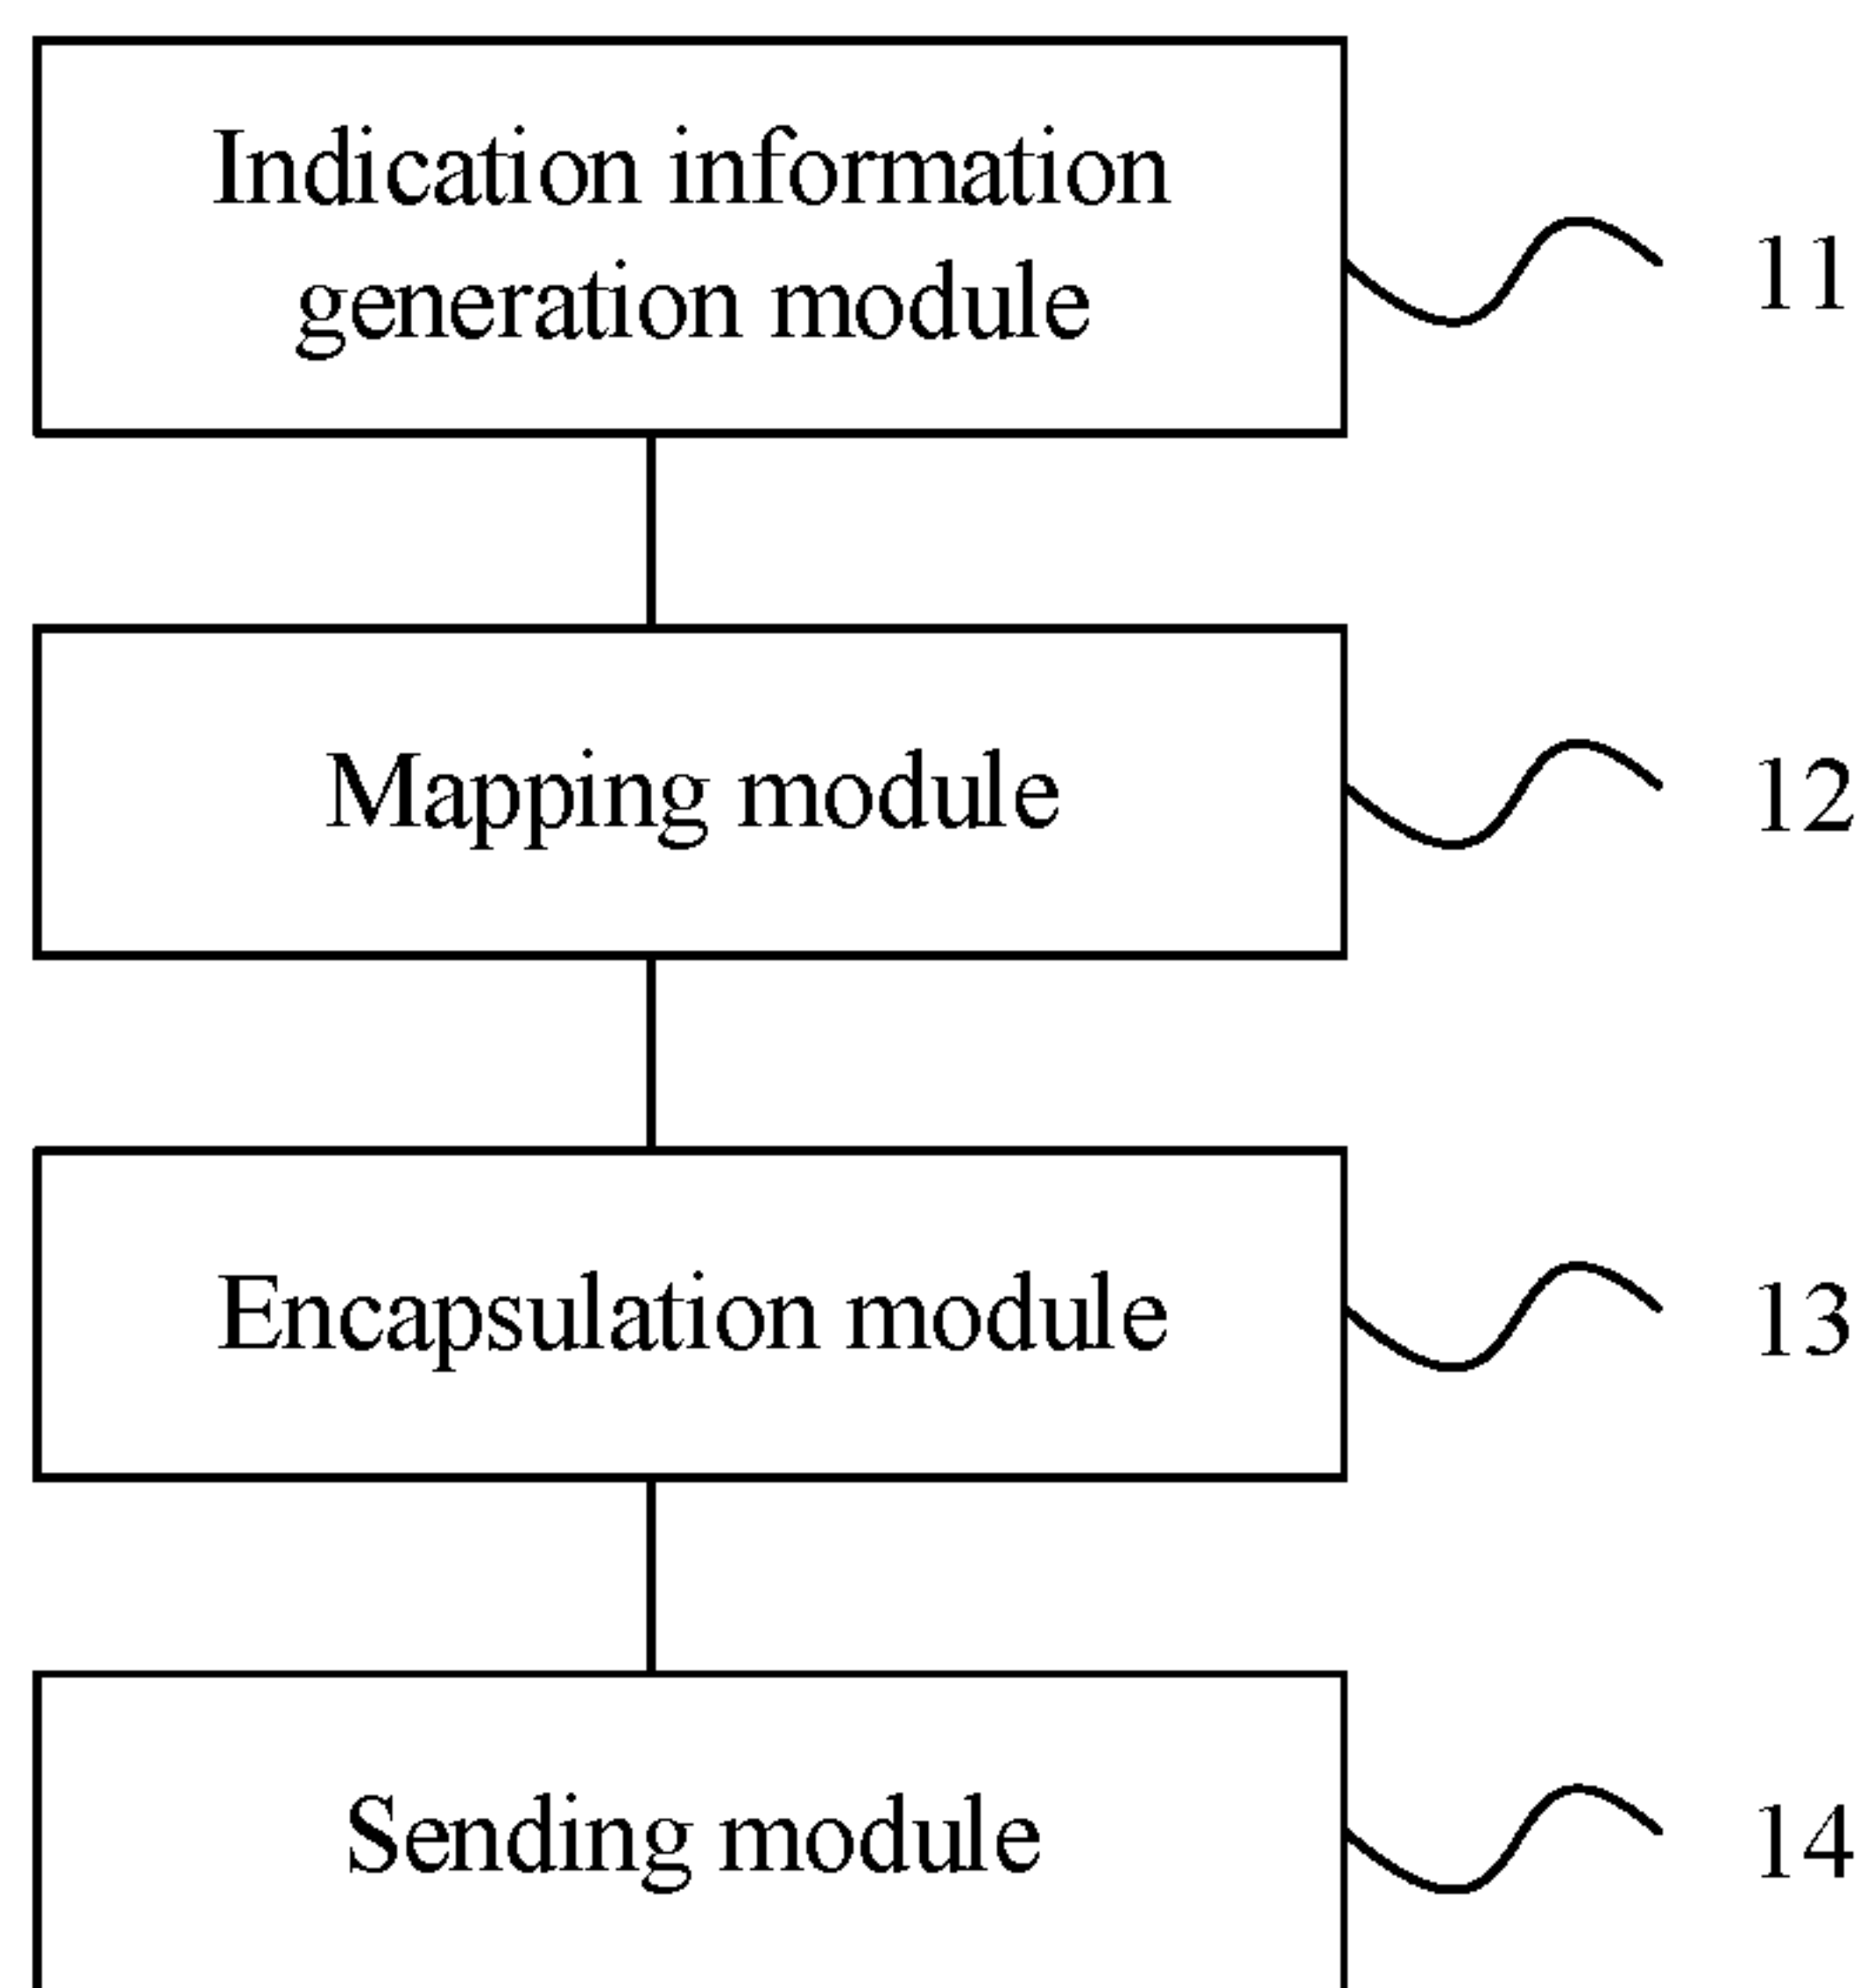 Indication information
generation module
11
Mapping module
12
Encapsulation module
13
Sending module
14